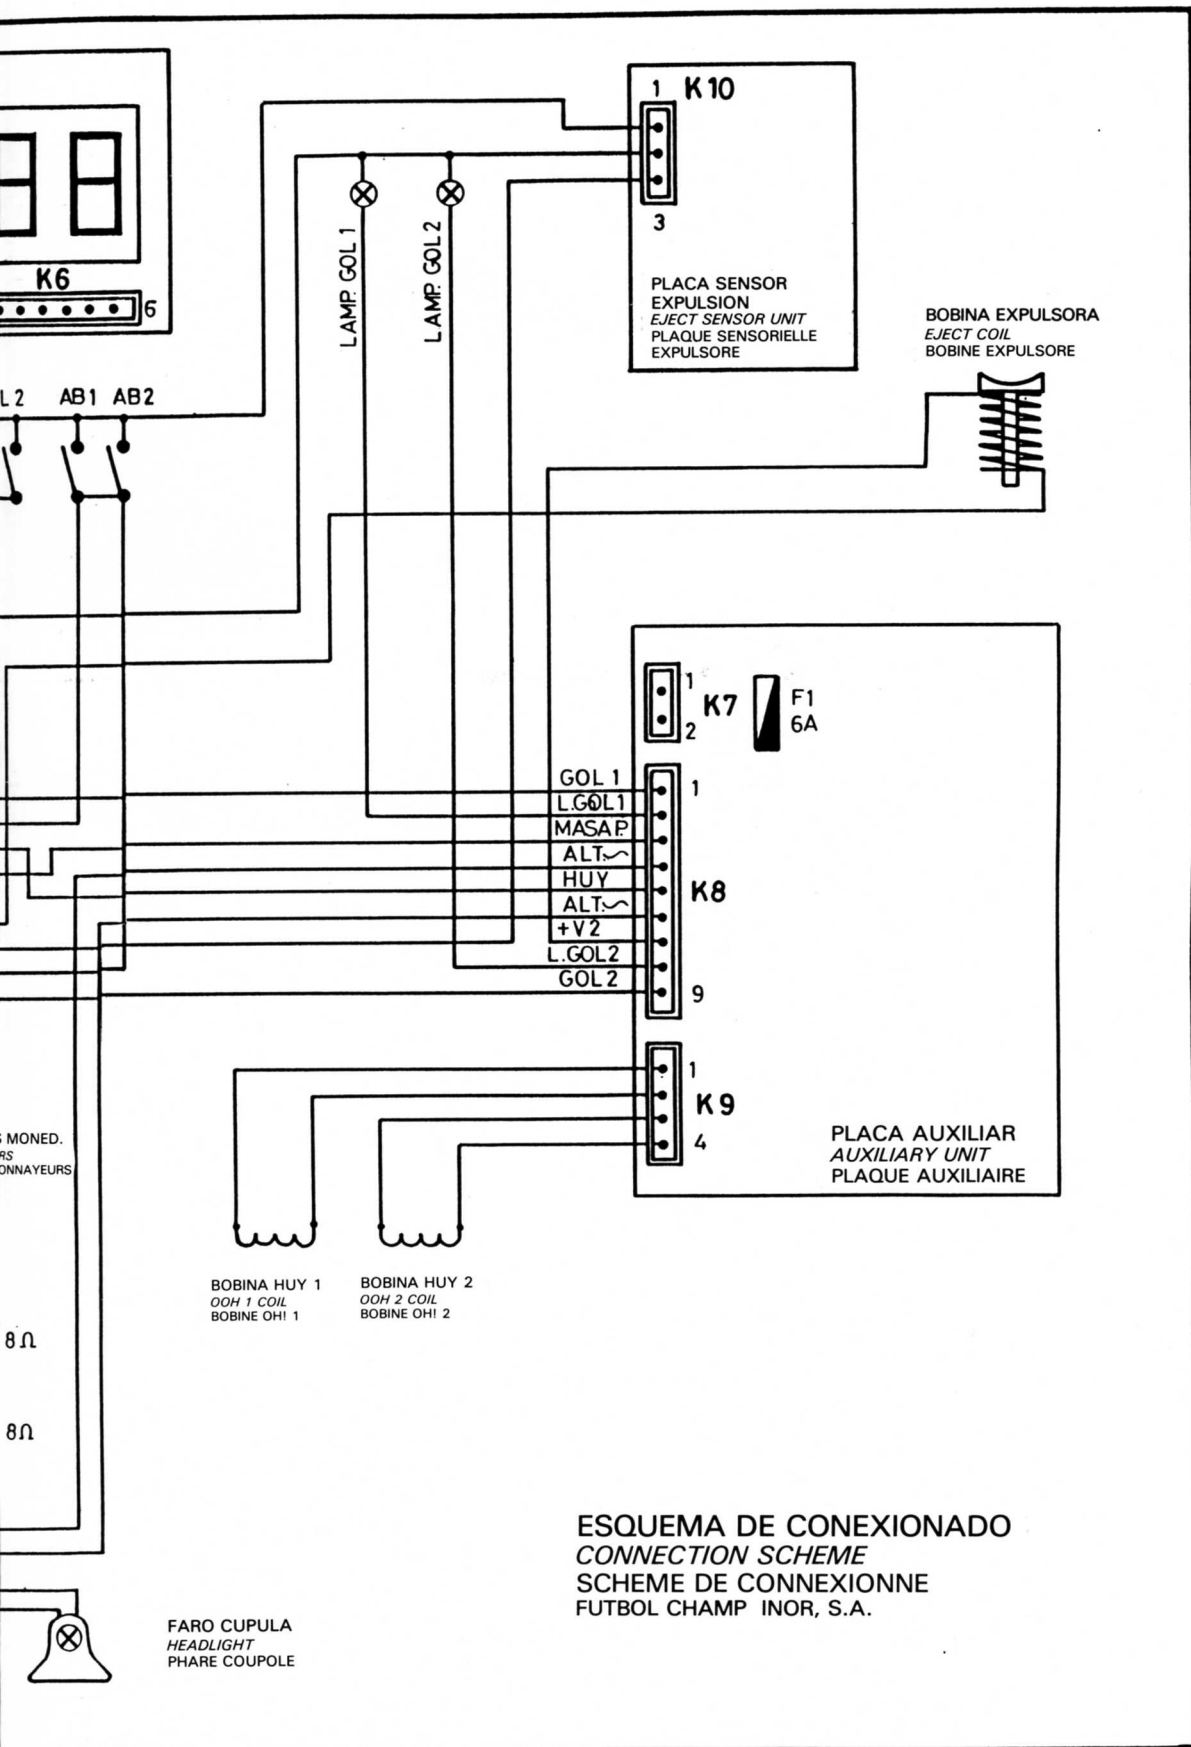 1 K10
3
PLACA SENSOR
EXPULSION
EJECT SENSOR UNIT
PLAQUE SENSORIELLE
EXPULSORE
K6
6
LAMP. GOL 1
LAMP. GOL 2
BOBINA EXPULSORA
EJECT COIL
BOBINE EXPULSORE
L 2 AB1 AB2
1
K7
2
F1
6A
GOL 1
L.GOL1
MASA P.
ALT.~
HUY
ALT.~
+V2
L.GOL2
GOL 2
1
K8
9
1
K9
4
PLACA AUXILIAR
AUXILIARY UNIT
PLAQUE AUXILIAIRE
S MONED.
RS
ONNAYEURS
BOBINA HUY 1
OOH 1 COIL
BOBINE OH! 1
BOBINA HUY 2
OOH 2 COIL
BOBINE OH! 2
8Ω
8Ω
ESQUEMA DE CONEXIONADO
CONNECTION SCHEME
SCHEME DE CONNEXIONNE
FUTBOL CHAMP INOR, S.A.
FARO CUPULA
HEADLIGHT
PHARE COUPOLE